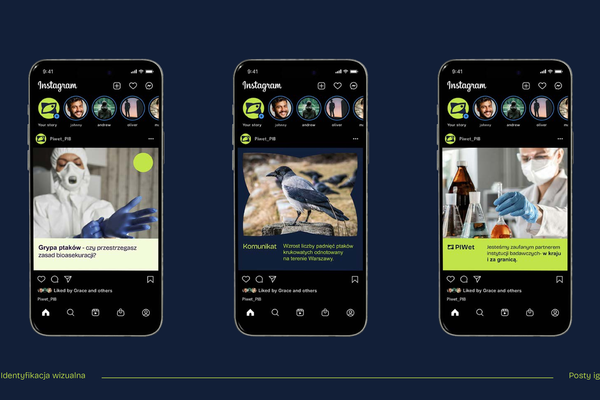 9:41
Instagram
Your story johnny andrew oliver
Piwet_PIB
Grypa ptaków - czy przestrzegasz
zasad bioasekuracji?
Liked by Grace and others
Piwet_PIB
9:41
Instagram
Your story johnny andrew oliver
Piwet_PIB
Komunikat
Wzrost liczby padnięć ptaków
krukowatych odnotowany
na terenie Warszawy.
Liked by Grace and others
Piwet_PIB
9:41
Instagram
Your story johnny andrew oliver
Piwet_PIB
PIWet
Jesteśmy zaufanym partnerem
instytucji badawczych- w kraju
i za granicą.
Liked by Grace and others
Piwet_PIB
Identyfikacja wizualna
Posty ig